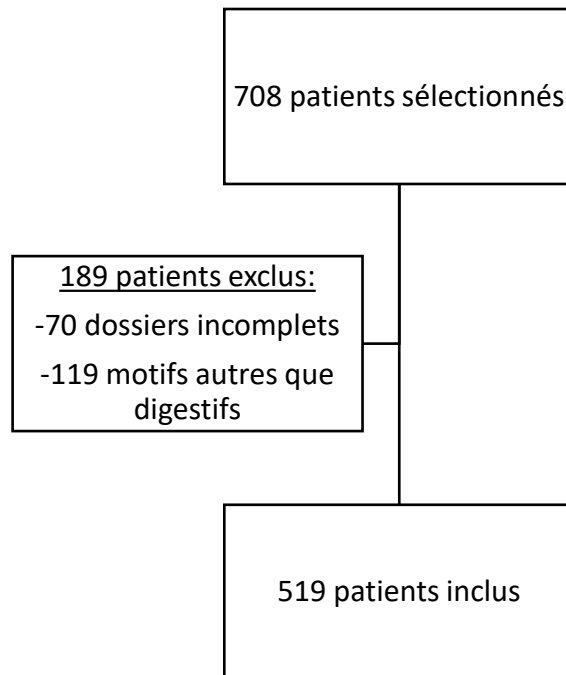 708 patients sélectionnés
189 patients exclus:
-70 dossiers incomplets
-119 motifs autres que
digestifs
519 patients inclus